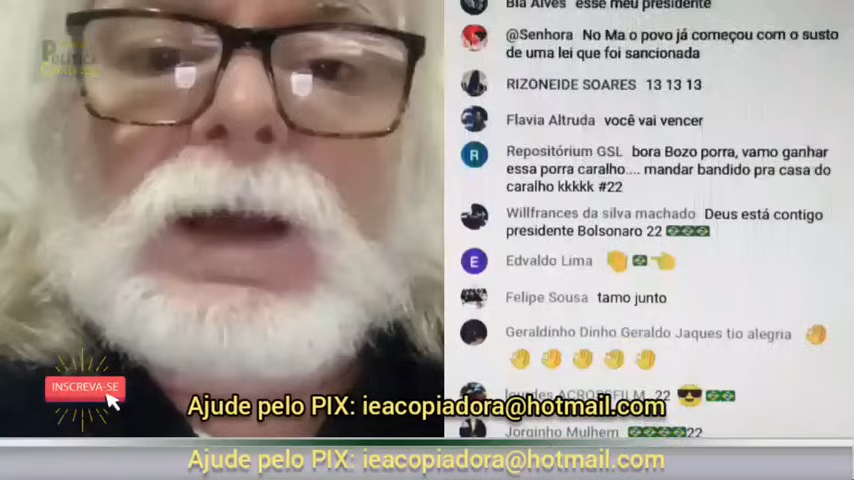 Política
Bia Alves esse meu presidente
@Senhora No Ma o povo já começou com o susto
de uma lei que foi sancionada
RIZONEIDE SOARES 13 13 13
Flavia Altruda você vai vencer
R
Repositórium GSL bora Bozo porra, vamo ganhar
essa porra caralho.... mandar bandido pra casa do
caralho kkkkk #22
Willfrances da silva machado Deus está contigo
presidente Bolsonaro 22
E
Edvaldo Lima
Felipe Sousa tamo junto
Geraldinho Dinho Geraldo Jaques tio alegria
22
INSCREVA-SE
Ajude pelo PIX: ieacopiadora@hotmail.com
Jorginho Mulhem 22
Ajude pelo PIX: ieacopiadora@hotmail.com